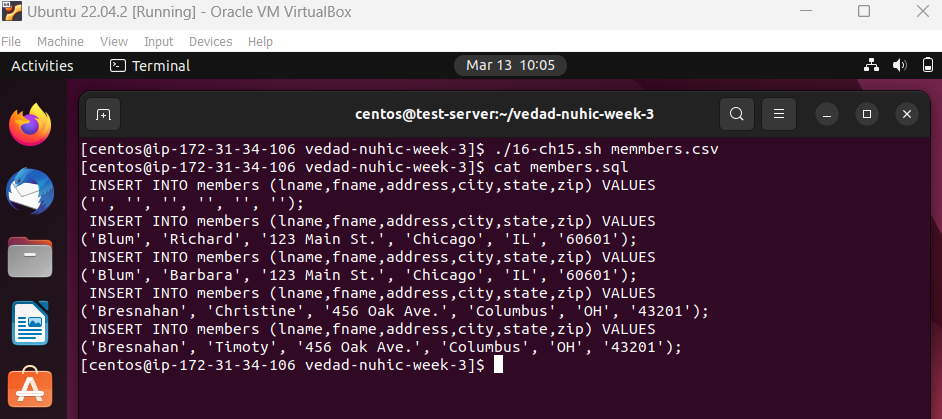 Ubuntu 22.04.2 [Running] - Oracle VM VirtualBox
File Machine View Input Devices Help
Activities Terminal Mar 13 10:05
centos@test-server:~/vedad-nuhic-week-3
[centos@ip-172-31-34-106 vedad-nuhic-week-3]$ ./16-ch15.sh memmbers.csv
[centos@ip-172-31-34-106 vedad-nuhic-week-3]$ cat members.sql
INSERT INTO members (lname,fname,address,city,state,zip) VALUES
('', '', '', '', '', '');
INSERT INTO members (lname,fname,address,city,state,zip) VALUES
('Blum', 'Richard', '123 Main St.', 'Chicago', 'IL', '60601');
INSERT INTO members (lname,fname,address,city,state,zip) VALUES
('Blum', 'Barbara', '123 Main St.', 'Chicago', 'IL', '60601');
INSERT INTO members (lname,fname,address,city,state,zip) VALUES
('Bresnahan', 'Christine', '456 Oak Ave.', 'Columbus', 'OH', '43201');
INSERT INTO members (lname,fname,address,city,state,zip) VALUES
('Bresnahan', 'Timoty', '456 Oak Ave.', 'Columbus', 'OH', '43201');
[centos@ip-172-31-34-106 vedad-nuhic-week-3]$